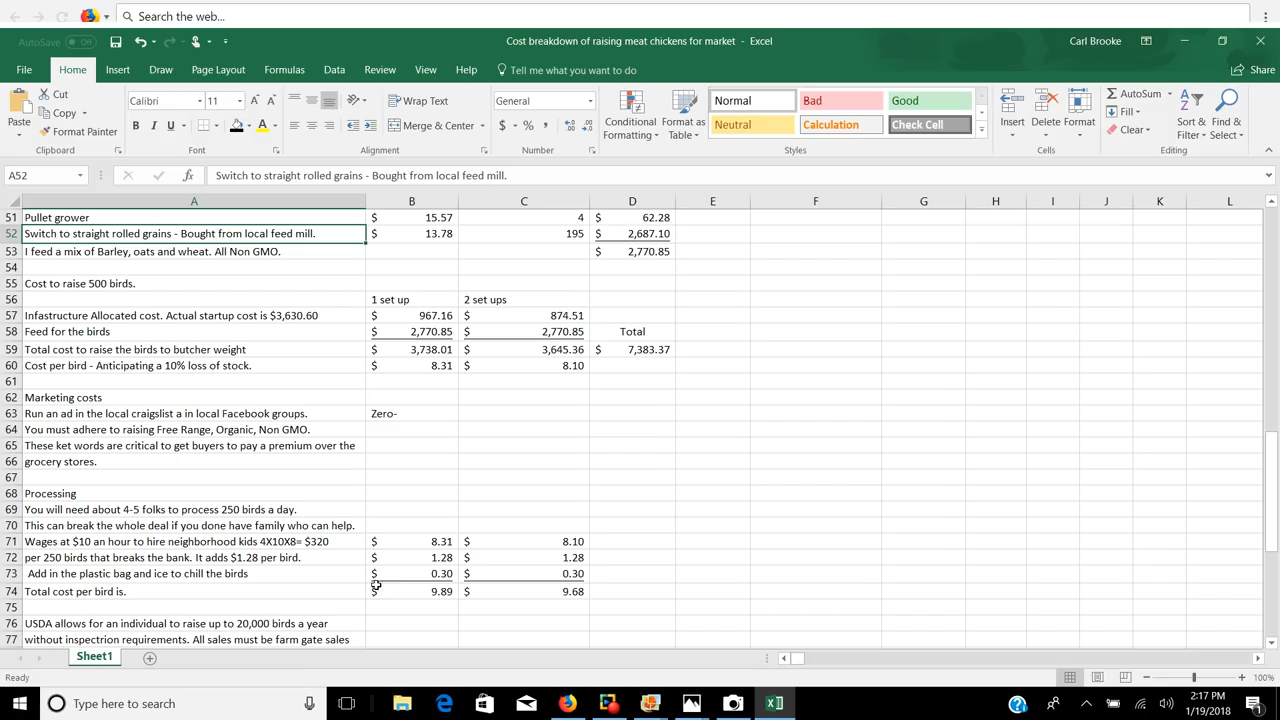 Search the web...
AutoSave Off
Cost breakdown of raising meat chickens for market - Excel
Carl Brooke
File Home Insert Draw Page Layout Formulas Data Review View Help Tell me what you want to do Share
Paste
Cut
Copy
Format Painter
Clipboard
Calibri 11
B I U
Font
Wrap Text
Merge & Center
Alignment
General
$ % ,
Number
Conditional Formatting
Format as Table
Normal Bad Good
Neutral Calculation Check Cell
Styles
Insert Delete Format
Cells
AutoSum
Fill
Clear
Sort & Filter
Find & Select
Editing
A52 fx Switch to straight rolled grains - Bought from local feed mill.
A B C D E F G H I J K L
51 Pullet grower $ 15.57 4 $ 62.28
52 Switch to straight rolled grains - Bought from local feed mill. $ 13.78 195 $ 2,687.10
53 I feed a mix of Barley, oats and wheat. All Non GMO. $ 2,770.85
54
55 Cost to raise 500 birds.
56 1 set up 2 set ups
57 Infastructure Allocated cost. Actual startup cost is $3,630.60 $ 967.16 $ 874.51
58 Feed for the birds $ 2,770.85 $ 2,770.85 Total
59 Total cost to raise the birds to butcher weight $ 3,738.01 $ 3,645.36 $ 7,383.37
60 Cost per bird - Anticipating a 10% loss of stock. $ 8.31 $ 8.10
61
62 Marketing costs
63 Run an ad in the local craigslist a in local Facebook groups. Zero-
64 You must adhere to raising Free Range, Organic, Non GMO.
65 These ket words are critical to get buyers to pay a premium over the
66 grocery stores.
67
68 Processing
69 You will need about 4-5 folks to process 250 birds a day.
70 This can break the whole deal if you done have family who can help.
71 Wages at $10 an hour to hire neighborhood kids 4X10X8= $320 $ 8.31 $ 8.10
72 per 250 birds that breaks the bank. It adds $1.28 per bird. $ 1.28 $ 1.28
73 Add in the plastic bag and ice to chill the birds $ 0.30 $ 0.30
74 Total cost per bird is. $ 9.89 $ 9.68
75
76 USDA allows for an individual to raise up to 20,000 birds a year
77 without inspectrion requirements. All sales must be farm gate sales
Sheet1
Ready
100%
Type here to search
2:17 PM
1/19/2018